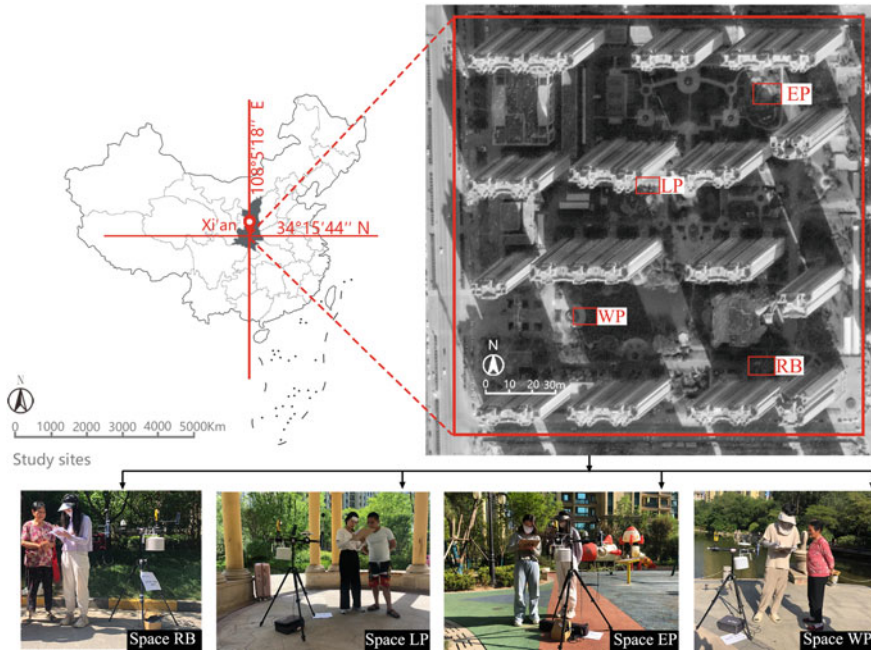 108°5'18'' E
Xi'an
34°15'44'' N
N
0 1000 2000 3000 4000 5000Km
Study sites
EP
LP
WP
RB
N
0 10 20 30m
Space RB
Space LP
Space EP
Space WP